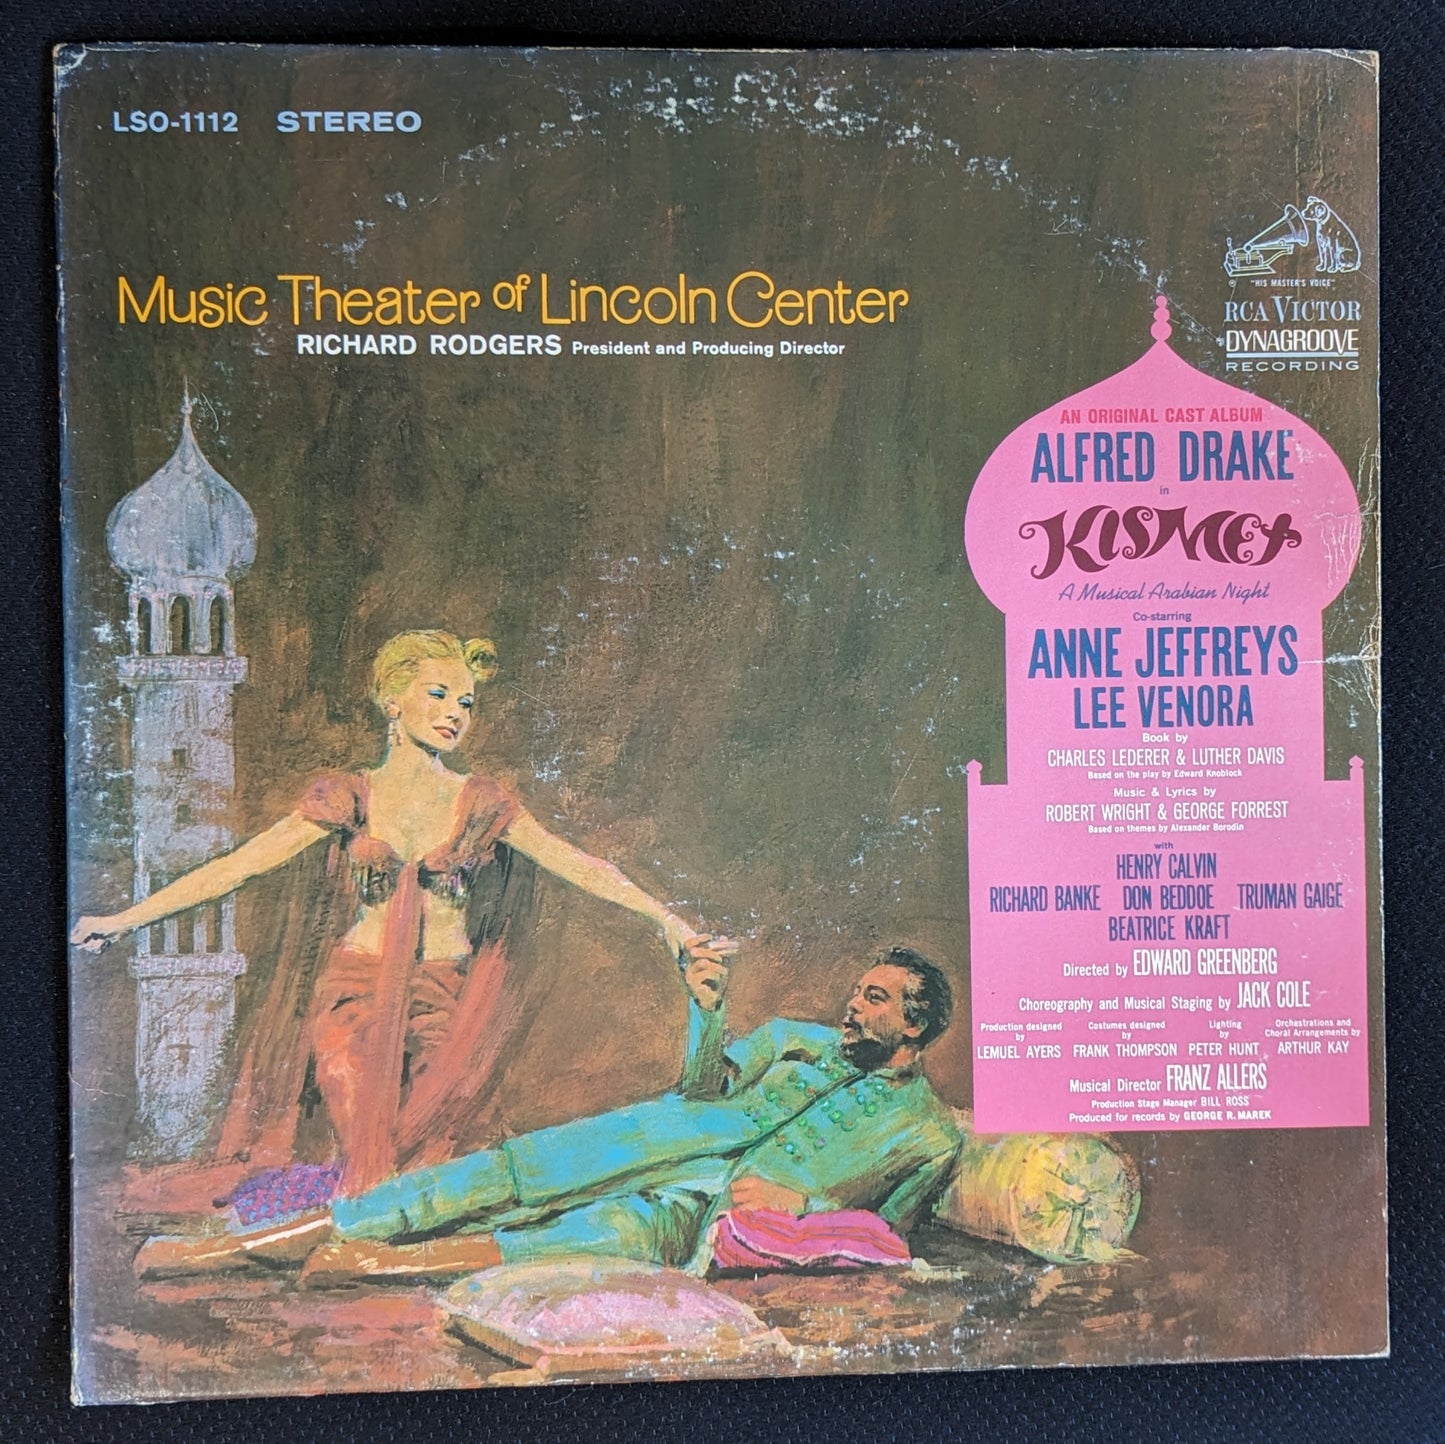 LSO-1112 STEREO
Music Theater of Lincoln Center
RICHARD RODGERS President and Producing Director
® "HIS MASTER'S VOICE"
RCA VICTOR
DYNAGROOVE
RECORDING
AN ORIGINAL CAST ALBUM
ALFRED DRAKE
in
KISMET
A Musical Arabian Night
Co-starring
ANNE JEFFREYS
LEE VENORA
Book by
CHARLES LEDERER & LUTHER DAVIS
Based on the play by Edward Knoblock
Music & Lyrics by
ROBERT WRIGHT & GEORGE FORREST
Based on themes by Alexander Borodin
with
HENRY CALVIN
RICHARD BANKE DON BEDDOE TRUMAN GAIGE
BEATRICE KRAFT
Directed by EDWARD GREENBERG
Choreography and Musical Staging by JACK COLE
Production designed by LEMUEL AYERS
Costumes designed by FRANK THOMPSON
Lighting by PETER HUNT
Orchestrations and Choral Arrangements by ARTHUR KAY
Musical Director FRANZ ALLERS
Production Stage Manager BILL ROSS
Produced for records by GEORGE R. MAREK